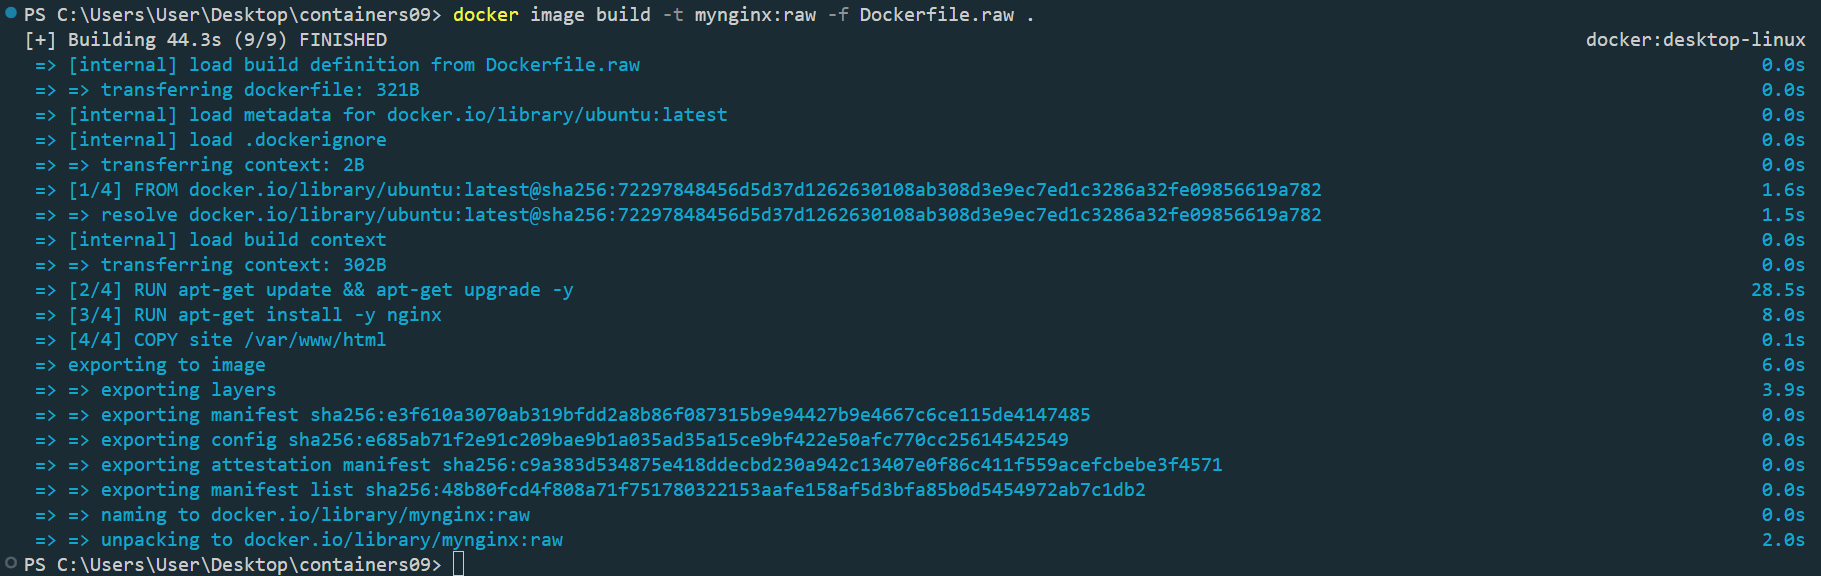 PS C:\Users\User\Desktop\containers09> docker image build -t mynginx:raw -f Dockerfile.raw .
[+] Building 44.3s (9/9) FINISHED docker:desktop-linux
=> [internal] load build definition from Dockerfile.raw 0.0s
=> => transferring dockerfile: 321B 0.0s
=> [internal] load metadata for docker.io/library/ubuntu:latest 0.0s
=> [internal] load .dockerignore 0.0s
=> => transferring context: 2B 0.0s
=> [1/4] FROM docker.io/library/ubuntu:latest@sha256:72297848456d5d37d1262630108ab308d3e9ec7ed1c3286a32fe09856619a782 1.6s
=> => resolve docker.io/library/ubuntu:latest@sha256:72297848456d5d37d1262630108ab308d3e9ec7ed1c3286a32fe09856619a782 1.5s
=> [internal] load build context 0.0s
=> => transferring context: 302B 0.0s
=> [2/4] RUN apt-get update && apt-get upgrade -y 28.5s
=> [3/4] RUN apt-get install -y nginx 8.0s
=> [4/4] COPY site /var/www/html 0.1s
=> exporting to image 6.0s
=> => exporting layers 3.9s
=> => exporting manifest sha256:e3f610a3070ab319bfdd2a8b86f087315b9e94427b9e4667c6ce115de4147485 0.0s
=> => exporting config sha256:e685ab71f2e91c209bae9b1a035ad35a15ce9bf422e50afc770cc25614542549 0.0s
=> => exporting attestation manifest sha256:c9a383d534875e418ddecbd230a942c13407e0f86c411f559acefcbebe3f4571 0.0s
=> => exporting manifest list sha256:48b80fcd4f808a71f751780322153aafe158af5d3bfa85b0d5454972ab7c1db2 0.0s
=> => naming to docker.io/library/mynginx:raw 0.0s
=> => unpacking to docker.io/library/mynginx:raw 2.0s
PS C:\Users\User\Desktop\containers09>